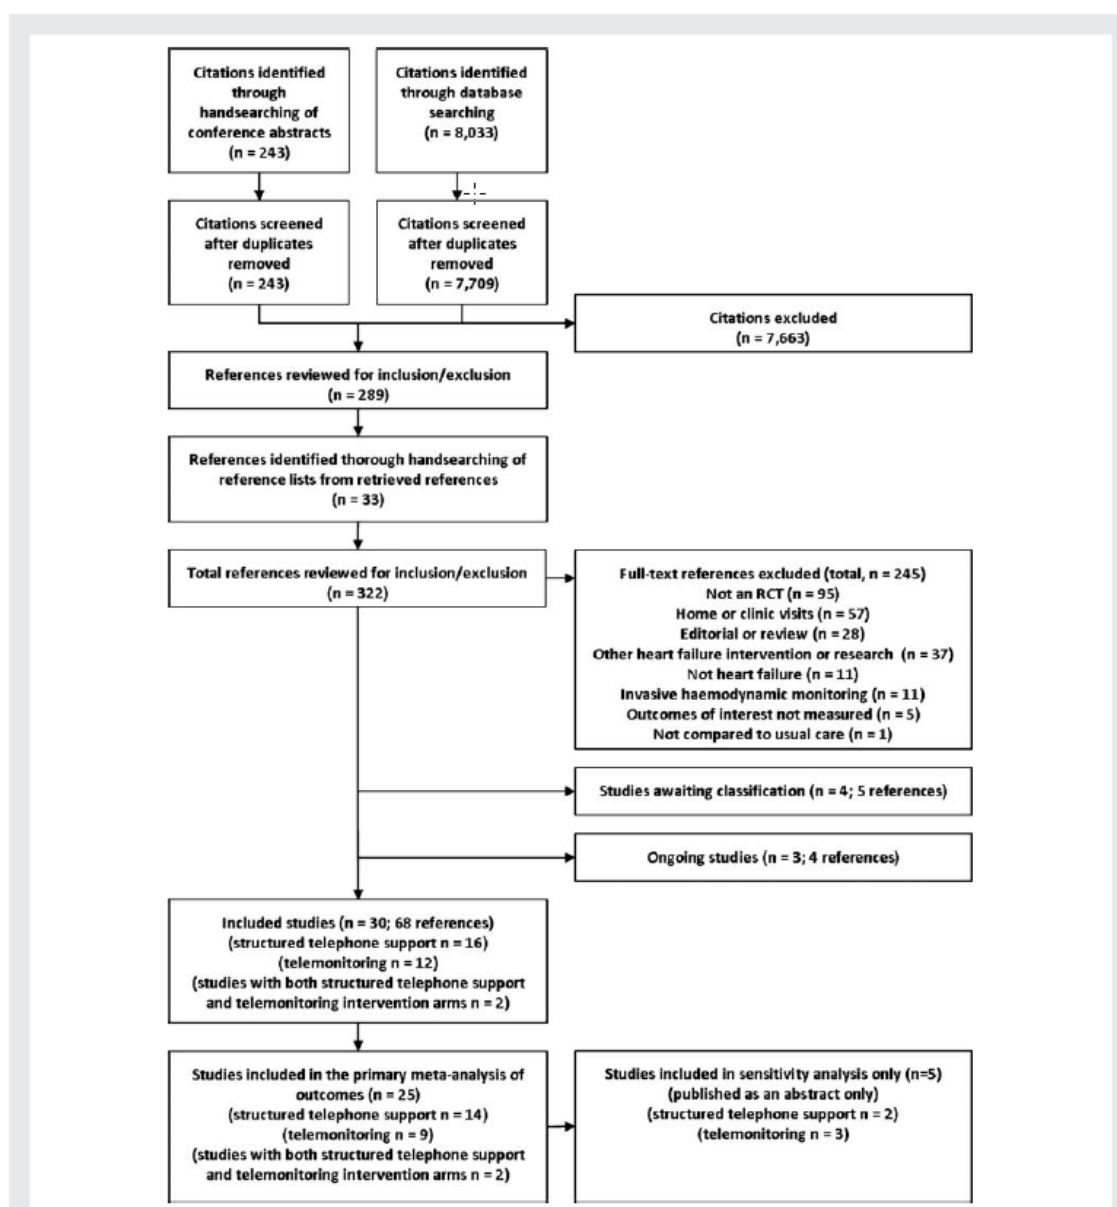 Citations identified
through
handsearching of
conference abstracts
(n = 243)
Citations identified
through database
searching
(n = 8,033)
Citations screened
after duplicates
removed
(n = 243)
Citations screened
after duplicates
removed
(n = 7,709)
Citations excluded
(n = 7,663)
References reviewed for inclusion/exclusion
(n = 289)
References identified thorough handsearching of
reference lists from retrieved references
(n = 33)
Total references reviewed for inclusion/exclusion
(n = 322)
Full-text references excluded (total, n = 245)
Not an RCT (n = 95)
Home or clinic visits (n = 57)
Editorial or review (n = 28)
Other heart failure intervention or research (n = 37)
Not heart failure (n = 11)
Invasive haemodynamic monitoring (n = 11)
Outcomes of interest not measured (n = 5)
Not compared to usual care (n = 1)
Studies awaiting classification (n = 4; 5 references)
Ongoing studies (n = 3; 4 references)
Included studies (n = 30; 68 references)
(structured telephone support n = 16)
(telemonitoring n = 12)
(studies with both structured telephone support
and telemonitoring intervention arms n = 2)
Studies included in the primary meta-analysis of
outcomes (n = 25)
(structured telephone support n = 14)
(telemonitoring n = 9)
(studies with both structured telephone support
and telemonitoring intervention arms n = 2)
Studies included in sensitivity analysis only (n=5)
(published as an abstract only)
(structured telephone support n = 2)
(telemonitoring n = 3)